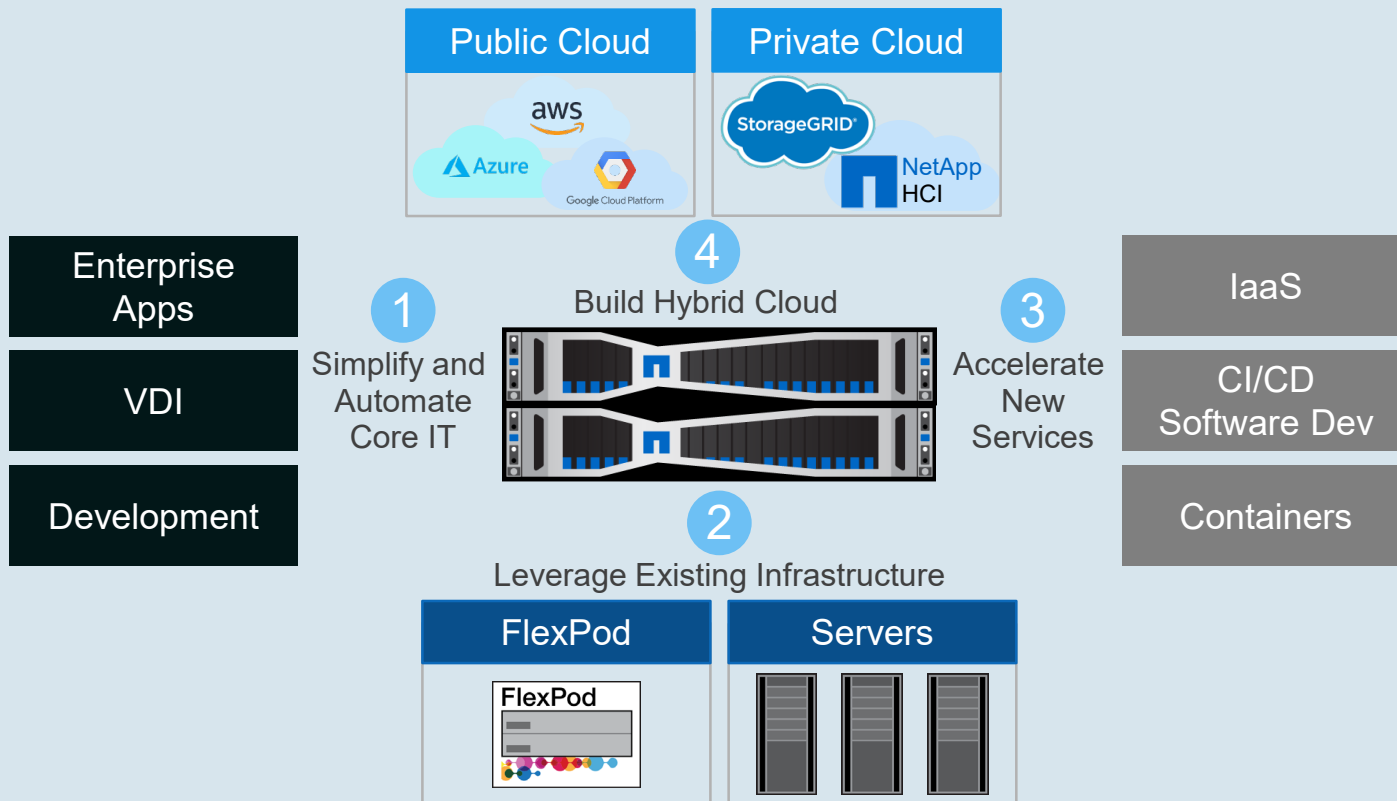 Public Cloud
Private Cloud
aws
Azure
Google Cloud Platform
StorageGRID®
NetApp
HCI
Enterprise
Apps
VDI
Development
1
Simplify and
Automate
Core IT
4
Build Hybrid Cloud
3
Accelerate
New
Services
IaaS
CI/CD
Software Dev
Containers
2
Leverage Existing Infrastructure
FlexPod
Servers
FlexPod